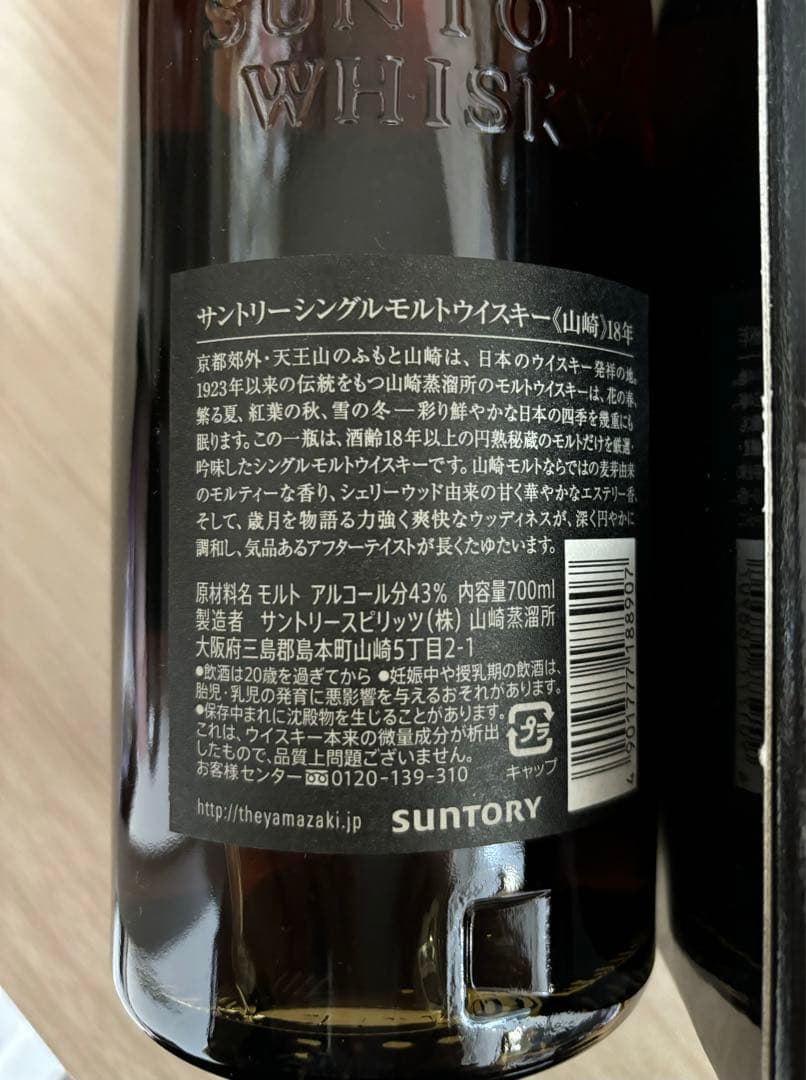 SUNTO
WHISKY
サントリーシングルモルトウイスキー《山崎》18年
京都郊外・天王山のふもと山崎は、日本のウイスキー発祥の地。
1923年以来の伝統をもつ山崎蒸溜所のモルトウイスキーは、花の春、
繁る夏、紅葉の秋、雪の冬―彩り鮮やかな日本の四季を幾重にも
眠ります。この一瓶は、酒齢18年以上の円熟秘蔵のモルトだけを厳選・
吟味したシングルモルトウイスキーです。山崎モルトならではの麦芽由来
のモルティーな香り、シェリーウッド由来の甘く華やかなエステリー香、
そして、歳月を物語る力強く爽快なウッディネスが、深く円やかに
調和し、気品あるアフターテイストが長くたゆたいます。
原材料名 モルト アルコール分43% 内容量700ml
製造者 サントリースピリッツ(株) 山崎蒸溜所
大阪府三島郡島本町山崎5丁目2-1
●飲酒は20歳を過ぎてから ●妊娠中や授乳期の飲酒は、
胎児・乳児の発育に悪影響を与えるおそれがあります。
●保存中まれに沈殿物を生じることがあります。
これは、ウイスキー本来の微量成分が析出
したもので、品質上問題ございません。
お客様センター 0120-139-310
プラ
キャップ
http://theyamazaki.jp
SUNTORY
4 901777 188907